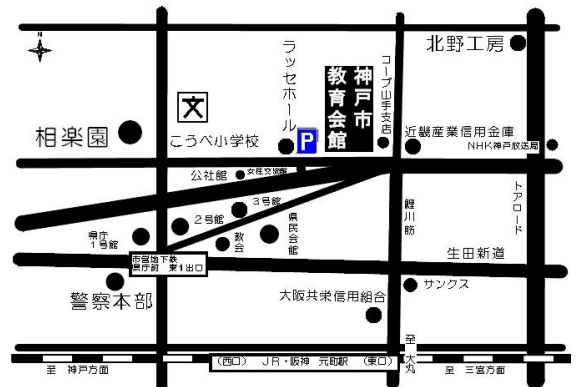 北野工房
ラッセホール
神戸市
教育会館
コープ山手支店
文
相楽園
こうべ小学校
P
近畿産業信用金庫
NHK神戸放送局
公社館
女性交流館
3号館
2号館
県庁
1号館
教会
県民会館
鯉川筋
トアロード
市営地下鉄
県庁前 東1出口
生田新道
警察本部
大阪共栄信用組合
サンクス
至 神戸方面
(西口) JR・阪神 元町駅 (東口)
至 大丸
至 三宮方面